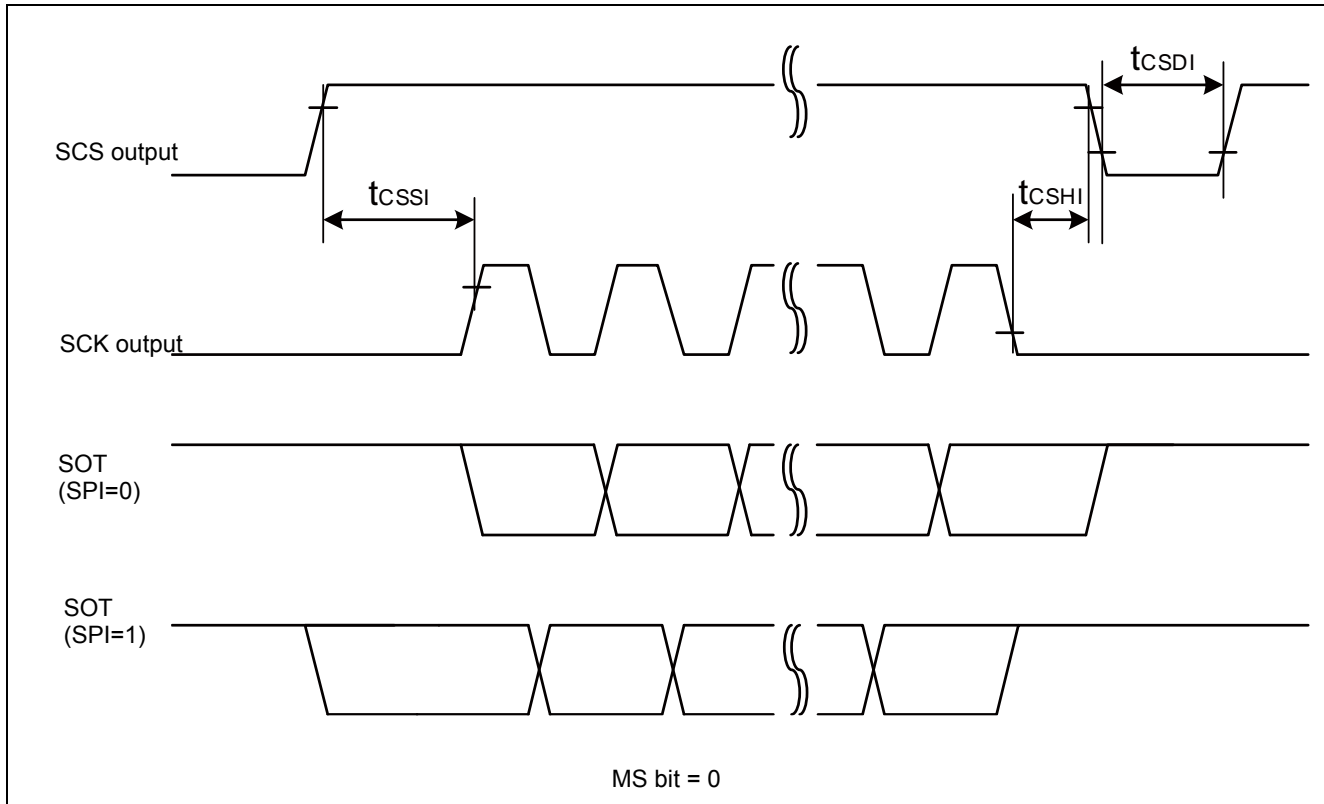 tCSDI
SCS output
tCSSI
tCSHI
SCK output
SOT
(SPI=0)
SOT
(SPI=1)
MS bit = 0